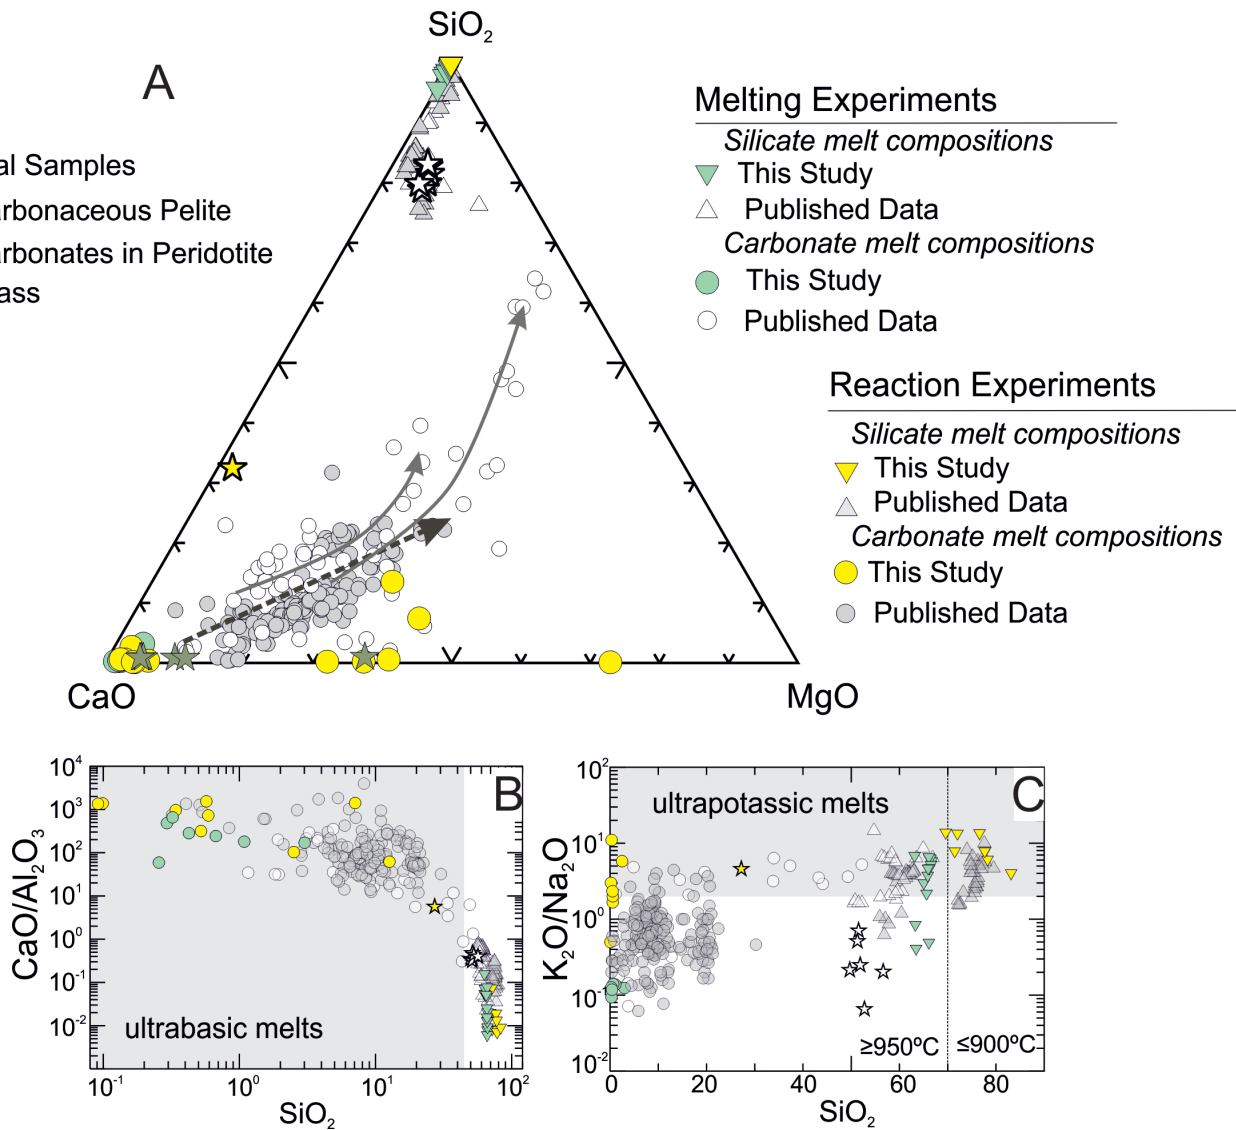 SiO2
A
al Samples
arbonaceous Pelite
arbonates in Peridotite
ass
Melting Experiments
Silicate melt compositions
This Study
Published Data
Carbonate melt compositions
This Study
Published Data
Reaction Experiments
Silicate melt compositions
This Study
Published Data
Carbonate melt compositions
This Study
Published Data
CaO
MgO
B
CaO/Al2O3
10^4
10^3
10^2
10^1
10^0
10^-1
10^-2
ultrabasic melts
10^-1
10^0
10^1
10^2
SiO2
C
K2O/Na2O
10^2
10^1
10^0
10^-1
10^-2
ultrapotassic melts
≥950ºC
≤900ºC
0
20
40
60
80
SiO2